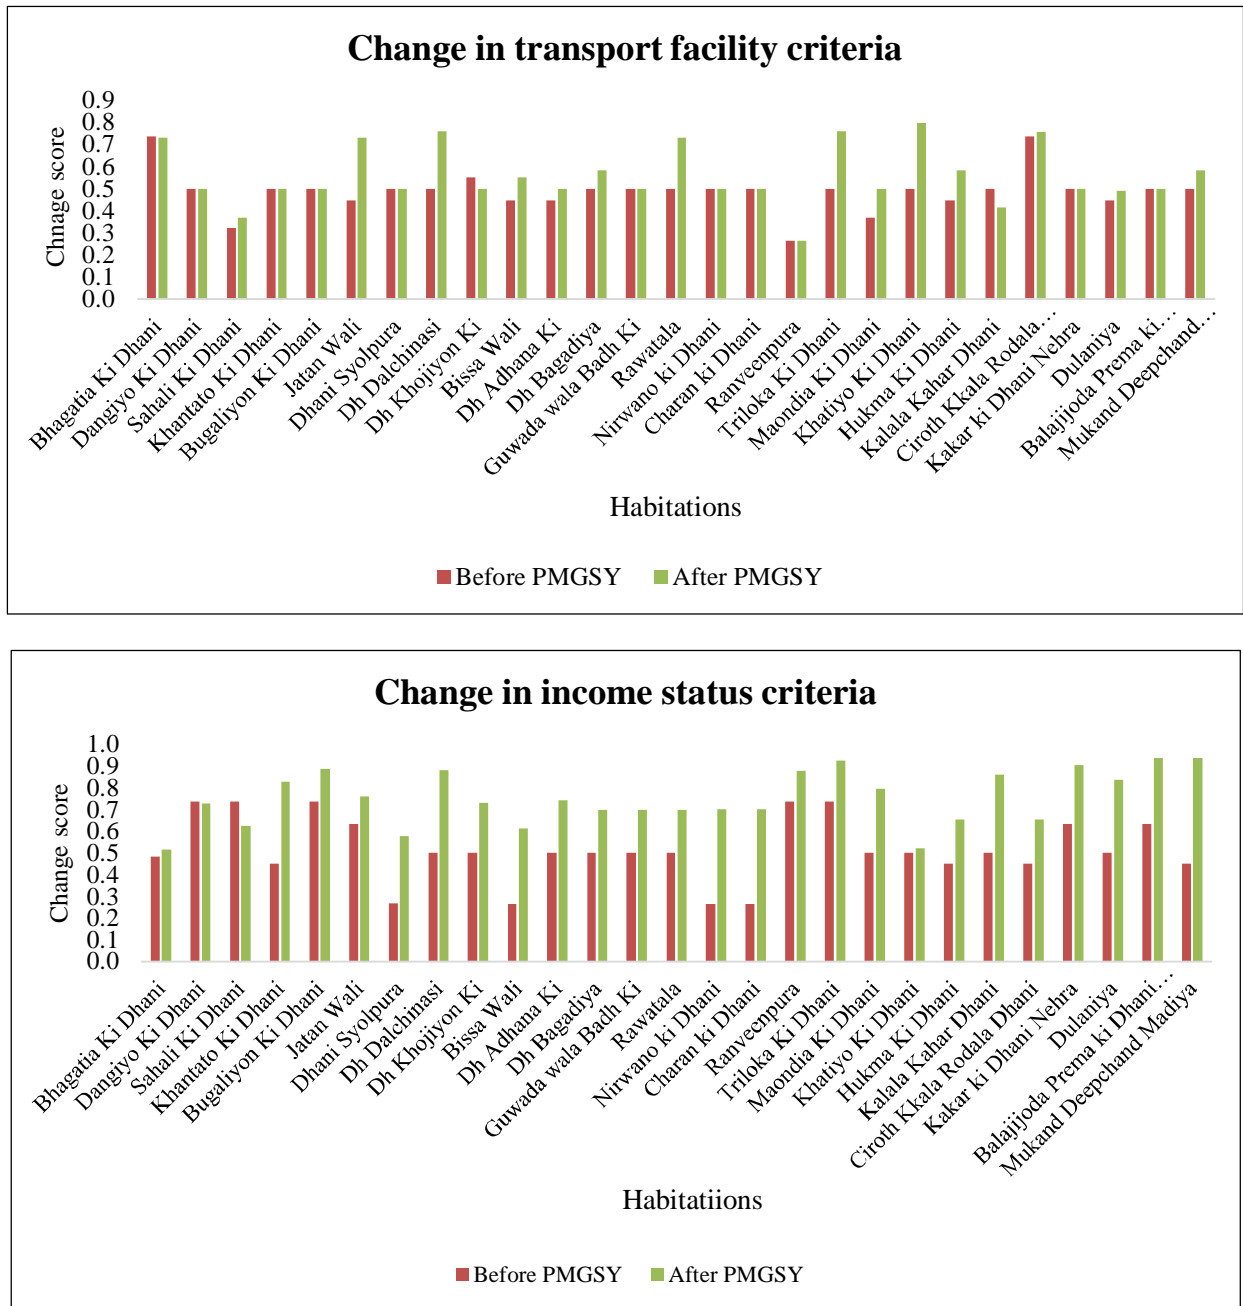 Change in transport facility criteria
Chnage score
0.9
0.8
0.7
0.6
0.5
0.4
0.3
0.2
0.1
0.0
Bhagatia Ki Dhani
Dangiyo Ki Dhani
Sahali Ki Dhani
Khantato Ki Dhani
Bugaliyon Ki Dhani
Jatan Wali
Dhani Syolpura
Dh Dalchinasi
Dh Khojiyon Ki
Bissa Wali
Dh Adhana Ki
Dh Bagadiya
Guwada wala Badh Ki
Rawatala
Nirwano ki Dhani
Charan ki Dhani
Ranveenpura
Triloka Ki Dhani
Maondia Ki Dhani
Khatiyo Ki Dhani
Hukma Ki Dhani
Kalala Kahar Dhani
Ciroth Kkala Rodala…
Kakar ki Dhani Nehra
Dulaniya
Balajijoda Prema ki…
Mukand Deepchand…
Habitations
Before PMGSY After PMGSY
Change in income status criteria
Change score
1.0
0.9
0.8
0.7
0.6
0.5
0.4
0.3
0.2
0.1
0.0
Bhagatia Ki Dhani
Dangiyo Ki Dhani
Sahali Ki Dhani
Khantato Ki Dhani
Bugaliyon Ki Dhani
Jatan Wali
Dhani Syolpura
Dh Dalchinasi
Dh Khojiyon Ki
Bissa Wali
Dh Adhana Ki
Dh Bagadiya
Guwada wala Badh Ki
Rawatala
Nirwano ki Dhani
Charan ki Dhani
Ranveenpura
Triloka Ki Dhani
Maondia Ki Dhani
Khatiyo Ki Dhani
Hukma Ki Dhani
Kalala Kahar Dhani
Ciroth Kkala Rodala Dhani
Kakar ki Dhani Nehra
Dulaniya
Balajijoda Prema ki Dhani…
Mukand Deepchand Madiya
Habitatiions
Before PMGSY After PMGSY